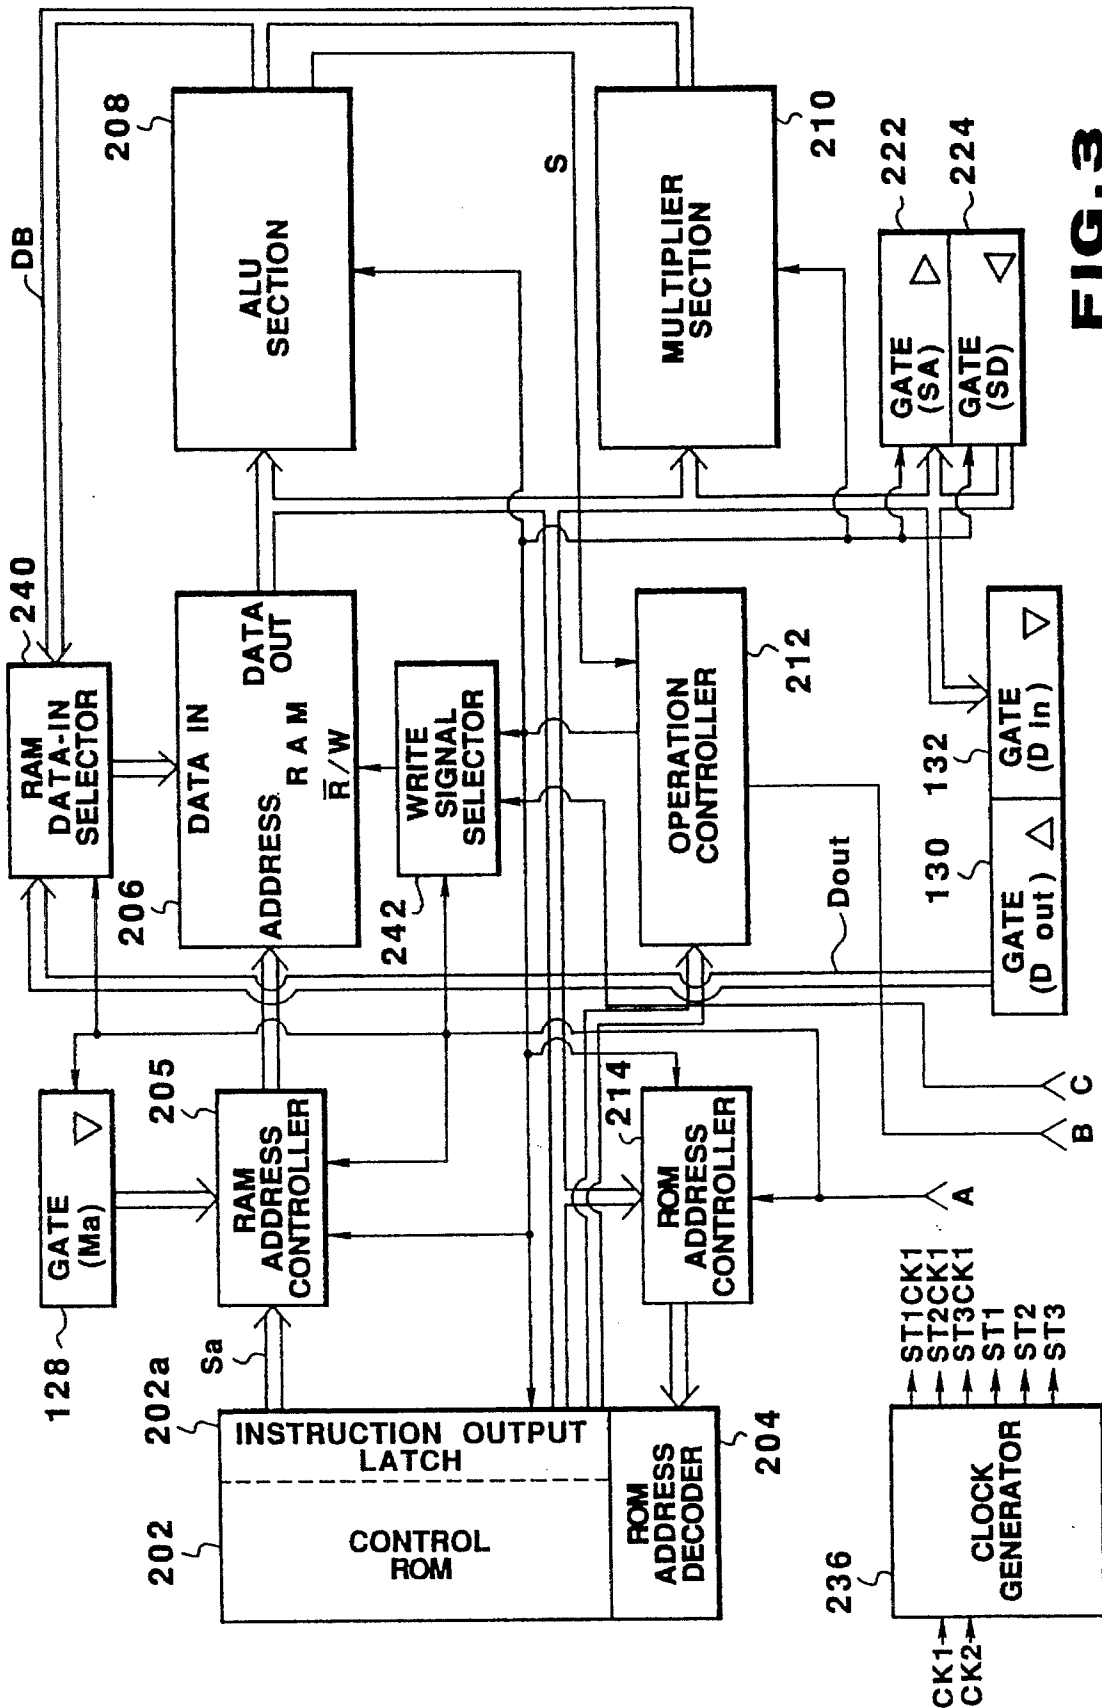 DB
208
ALU
SECTION
S
MULTIPLIER
SECTION
210
222
GATE
(SA)
GATE
(SD)
224
FIG.3
240
RAM
DATA-IN
SELECTOR
206
DATA IN
DATA
OUT
ADDRESS
RAM
R̅/W
WRITE
SIGNAL
SELECTOR
242
OPERATION
CONTROLLER
212
Dout
130
132
GATE
(D out)
GATE
(D in)
128
GATE
(Ma)
205
RAM
ADDRESS
CONTROLLER
214
ROM
ADDRESS
CONTROLLER
A
B
C
Sa
202
202a
INSTRUCTION OUTPUT
LATCH
CONTROL
ROM
ROM
ADDRESS
DECODER
204
236
CLOCK
GENERATOR
CK1
CK2
ST1CK1
ST2CK1
ST3CK1
ST1
ST2
ST3